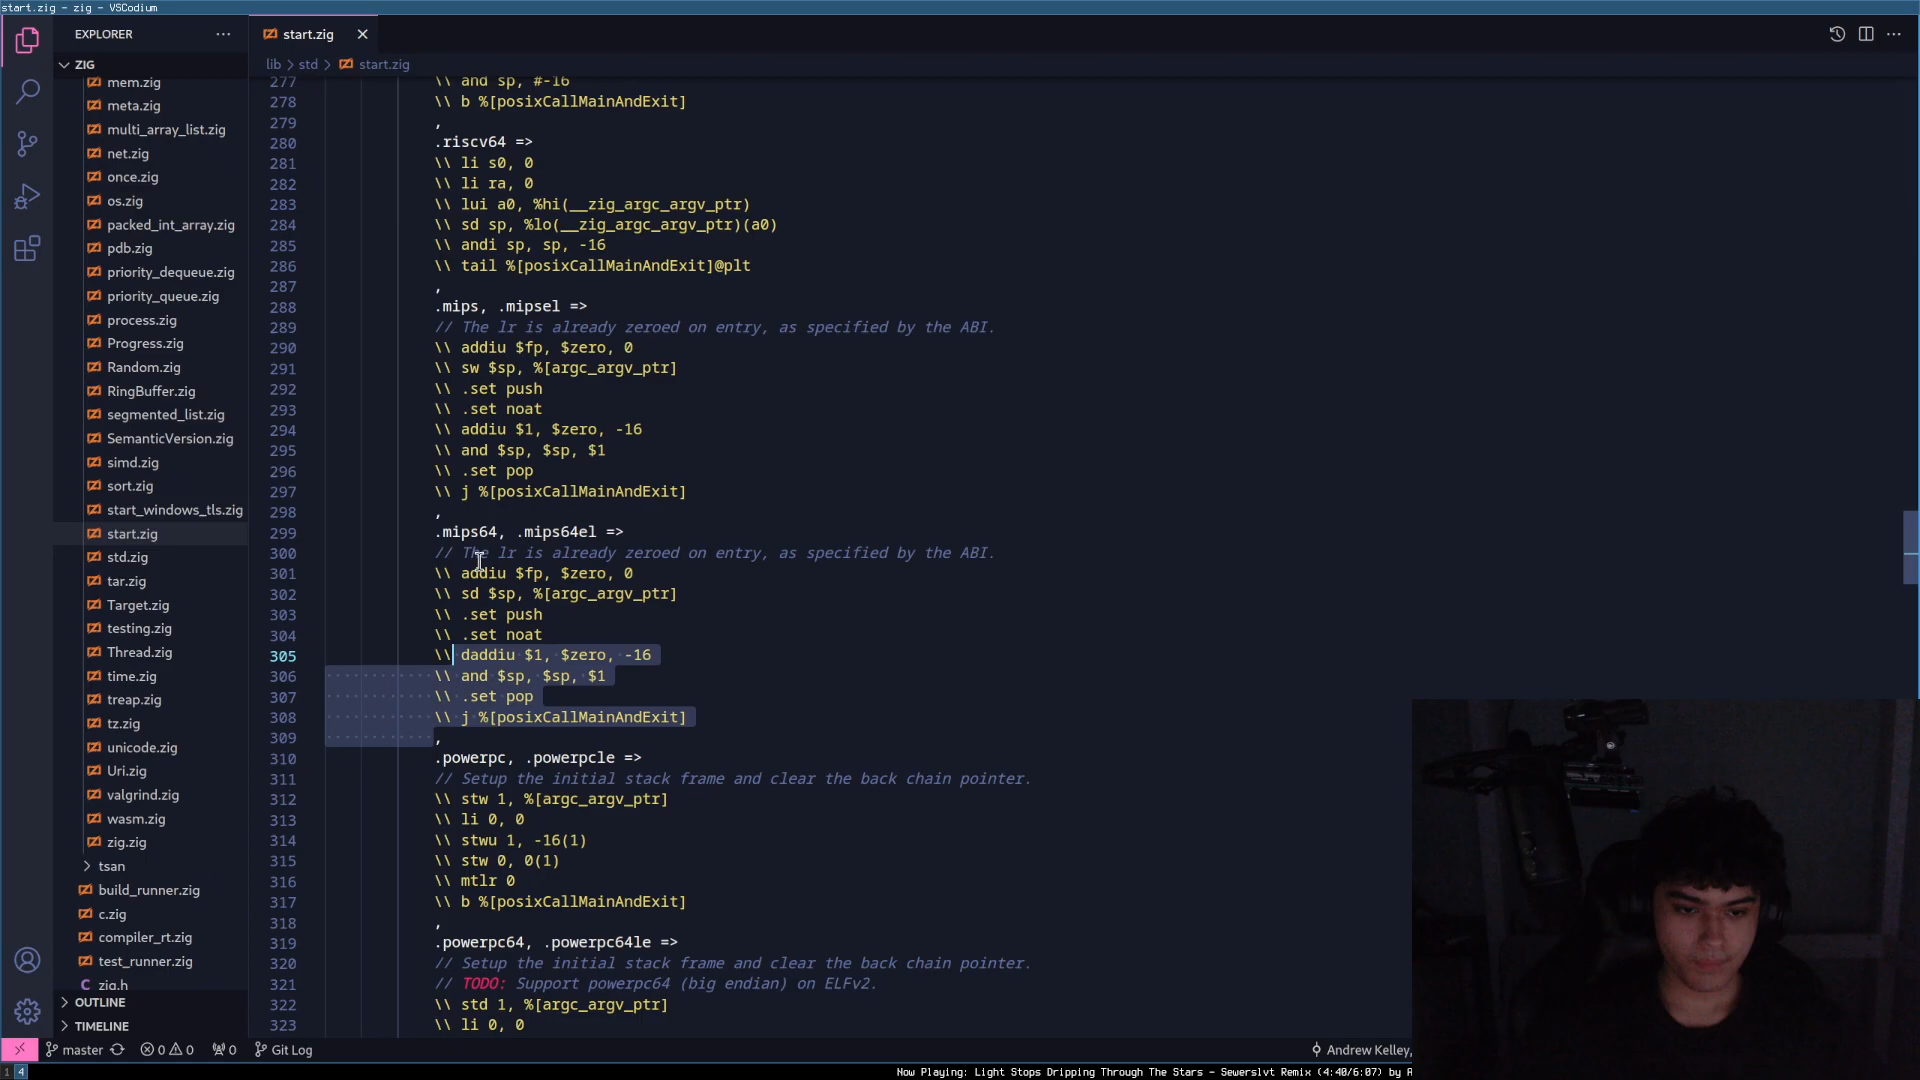 start.zig - zig - VSCodium
EXPLORER
ZIG
mem.zig
meta.zig
multi_array_list.zig
net.zig
once.zig
os.zig
packed_int_array.zig
pdb.zig
priority_dequeue.zig
priority_queue.zig
process.zig
Progress.zig
Random.zig
RingBuffer.zig
segmented_list.zig
SemanticVersion.zig
simd.zig
sort.zig
start_windows_tls.zig
start.zig
std.zig
tar.zig
Target.zig
testing.zig
Thread.zig
time.zig
treap.zig
tz.zig
unicode.zig
Uri.zig
valgrind.zig
wasm.zig
zig.zig
tsan
build_runner.zig
c.zig
compiler_rt.zig
test_runner.zig
zig.h
OUTLINE
TIMELINE
start.zig
lib > std > start.zig
277 \\ and sp, #-16
278 \\ b %[posixCallMainAndExit]
279 ,
280 .riscv64 =>
281 \\ li s0, 0
282 \\ li ra, 0
283 \\ lui a0, %hi(__zig_argc_argv_ptr)
284 \\ sd sp, %lo(__zig_argc_argv_ptr)(a0)
285 \\ andi sp, sp, -16
286 \\ tail %[posixCallMainAndExit]@plt
287 ,
288 .mips, .mipsel =>
289 // The lr is already zeroed on entry, as specified by the ABI.
290 \\ addiu $fp, $zero, 0
291 \\ sw $sp, %[argc_argv_ptr]
292 \\ .set push
293 \\ .set noat
294 \\ addiu $1, $zero, -16
295 \\ and $sp, $sp, $1
296 \\ .set pop
297 \\ j %[posixCallMainAndExit]
298 ,
299 .mips64, .mips64el =>
300 // The lr is already zeroed on entry, as specified by the ABI.
301 \\ addiu $fp, $zero, 0
302 \\ sd $sp, %[argc_argv_ptr]
303 \\ .set push
304 \\ .set noat
305 \\ daddiu $1, $zero, -16
306 \\ and $sp, $sp, $1
307 \\ .set pop
308 \\ j %[posixCallMainAndExit]
309 ,
310 .powerpc, .powerpcle =>
311 // Setup the initial stack frame and clear the back chain pointer.
312 \\ stw 1, %[argc_argv_ptr]
313 \\ li 0, 0
314 \\ stwu 1, -16(1)
315 \\ stw 0, 0(1)
316 \\ mtlr 0
317 \\ b %[posixCallMainAndExit]
318 ,
319 .powerpc64, .powerpc64le =>
320 // Setup the initial stack frame and clear the back chain pointer.
321 // TODO: Support powerpc64 (big endian) on ELFv2.
322 \\ std 1, %[argc_argv_ptr]
323 \\ li 0, 0
master 0 0 0 Git Log Andrew Kelley,
1 4 Now Playing: Light Stops Dripping Through The Stars - Sewerslvt Remix (4:40/6:07) by